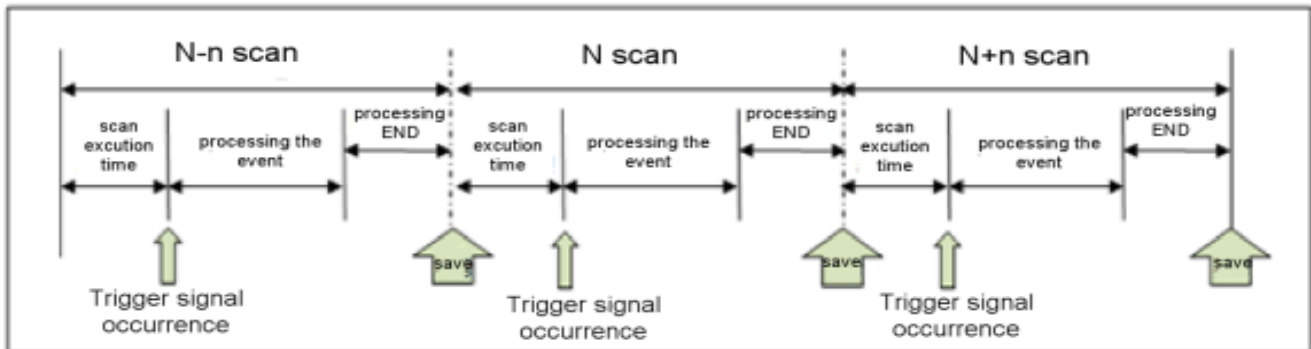 N-n scan
N scan
N+n scan
scan
excution
time
processing the
event
processing
END
scan
excution
time
processing the
event
processing
END
scan
excution
time
processing the
event
processing
END
save
save
save
Trigger signal
occurrence
Trigger signal
occurrence
Trigger signal
occurrence